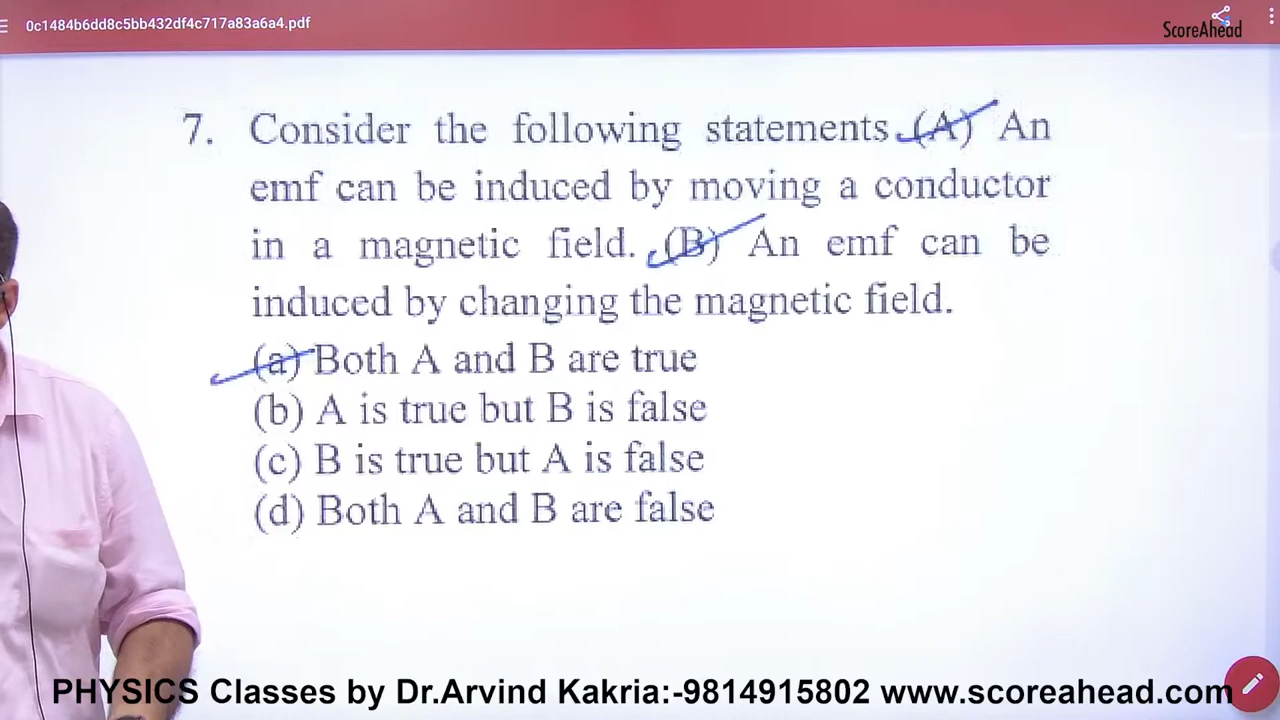 0c1484b6dd8c5bb432df4c717a83a6a4.pdf
ScoreAhead
7. Consider the following statements (A) An
emf can be induced by moving a conductor
in a magnetic field. (B) An emf can be
induced by changing the magnetic field.
(a) Both A and B are true
(b) A is true but B is false
(c) B is true but A is false
(d) Both A and B are false
PHYSICS Classes by Dr.Arvind Kakria:-9814915802 www.scoreahead.com